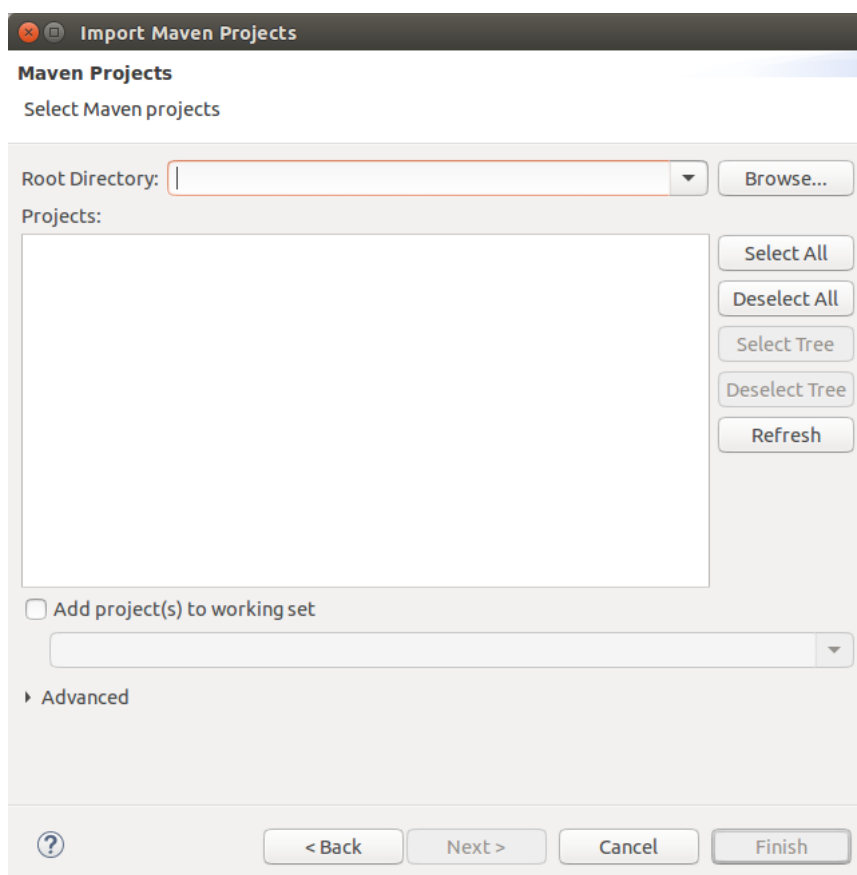 Import Maven Projects
Maven Projects
Select Maven projects
Root Directory:
Browse...
Projects:
Select All
Deselect All
Select Tree
Deselect Tree
Refresh
Add project(s) to working set
Advanced
?
< Back
Next >
Cancel
Finish